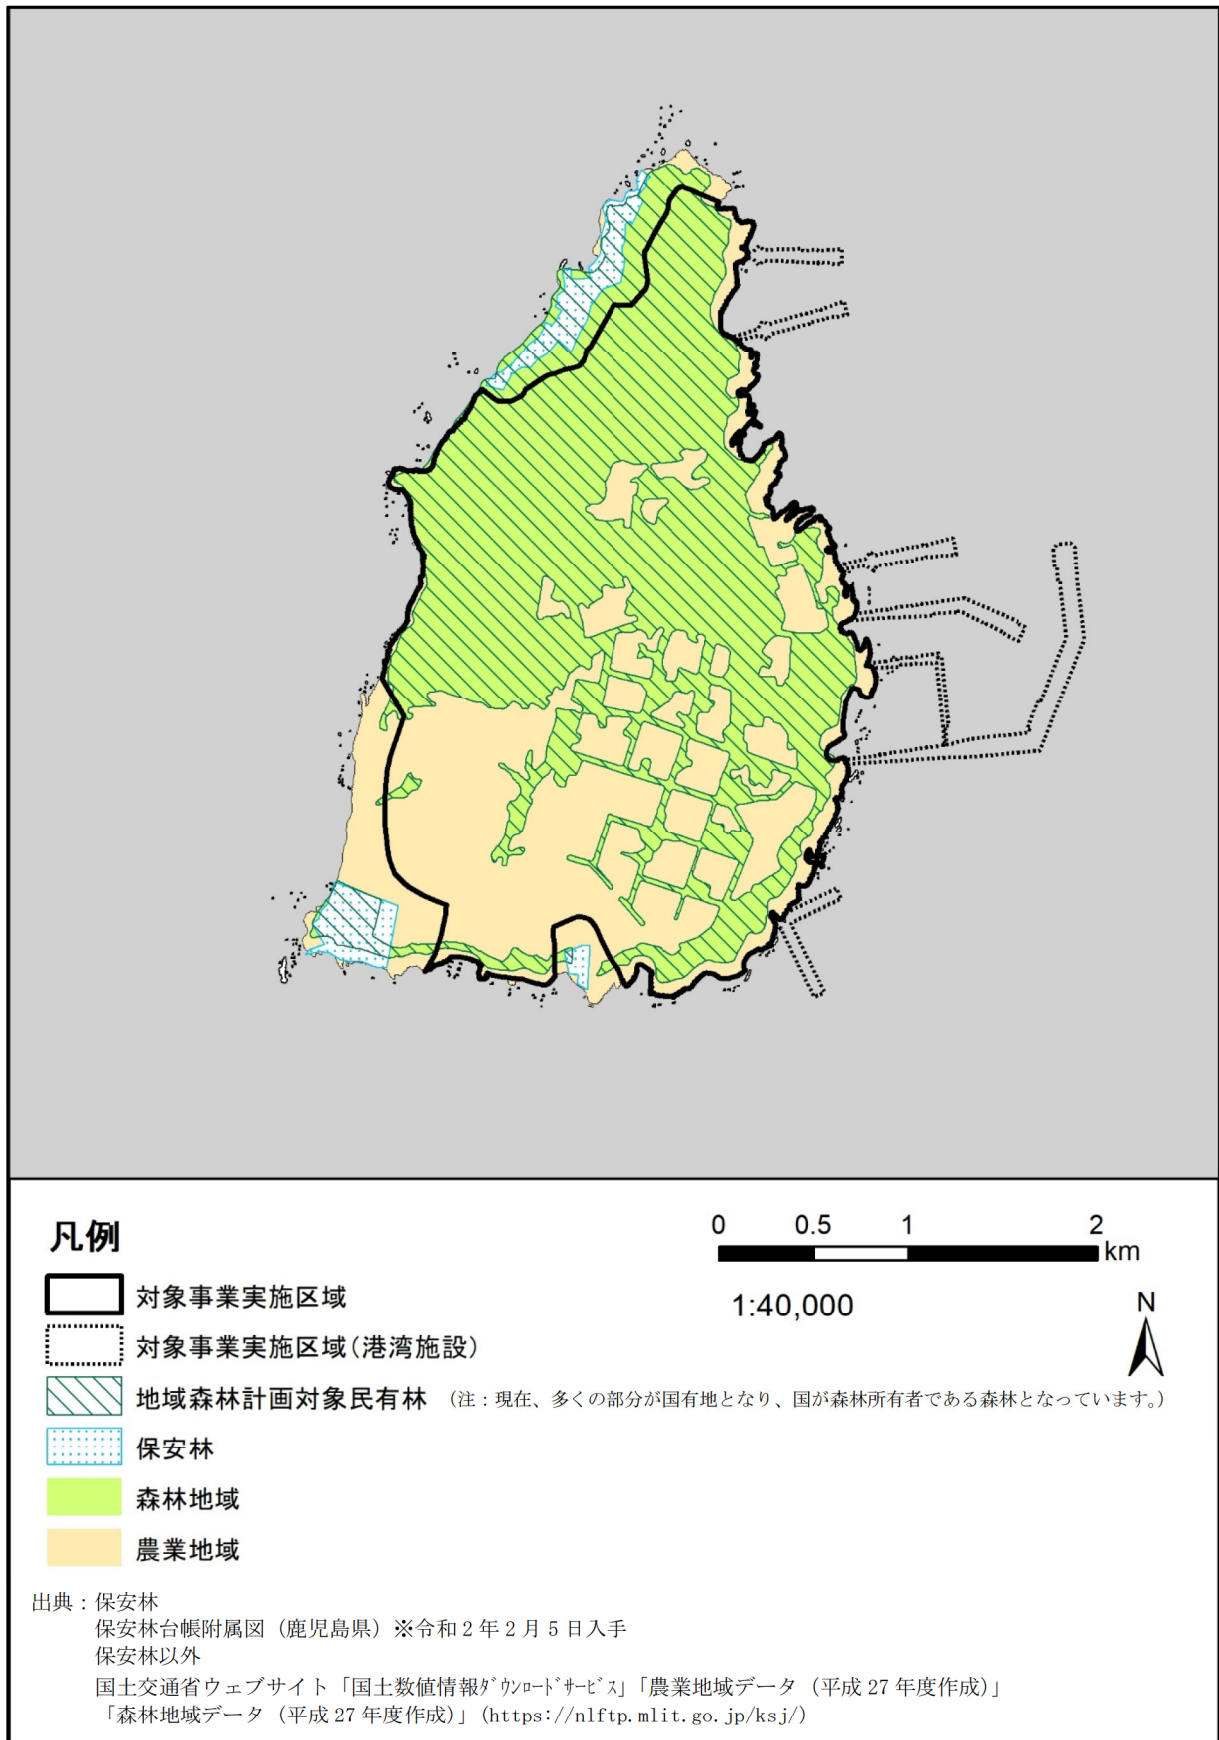 凡例
0 0.5 1 2
km
1:40,000
N
対象事業実施区域
対象事業実施区域(港湾施設)
地域森林計画対象民有林 (注：現在、多くの部分が国有地となり、国が森林所有者である森林となっています。)
保安林
森林地域
農業地域
出典：保安林
保安林台帳附属図（鹿児島県）※令和2年2月5日入手
保安林以外
国土交通省ウェブサイト「国土数値情報ﾀﾞｳﾝﾛｰﾄﾞｻｰﾋﾞｽ」「農業地域データ（平成27年度作成）」
「森林地域データ（平成27年度作成）」(https://nlftp.mlit.go.jp/ksj/)